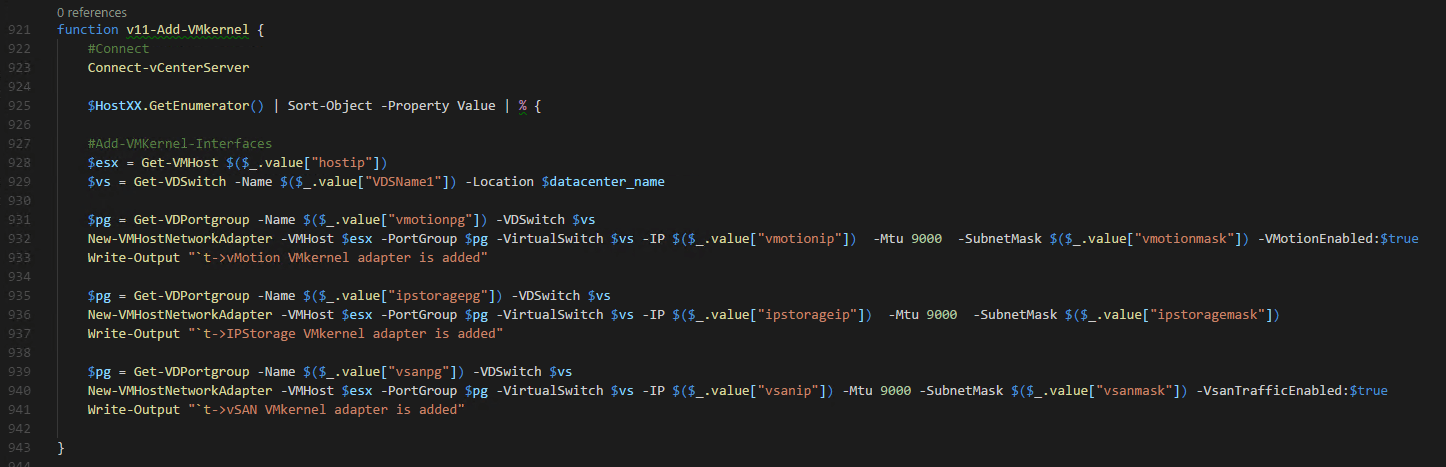 0 references
921 function v11-Add-VMkernel {
922     #Connect
923     Connect-vCenterServer
924
925     $HostXX.GetEnumerator() | Sort-Object -Property Value | % {
926
927     #Add-VMKernel-Interfaces
928     $esx = Get-VMHost $($_.value["hostip"])
929     $vs = Get-VDSwitch -Name $($_.value["VDSName1"]) -Location $datacenter_name
930
931     $pg = Get-VDPortgroup -Name $($_.value["vmotionpg"]) -VDSwitch $vs
932     New-VMHostNetworkAdapter -VMHost $esx -PortGroup $pg -VirtualSwitch $vs -IP $($_.value["vmotionip"])  -Mtu 9000  -SubnetMask $($_.value["vmotionmask"]) -VMotionEnabled:$true
933     Write-Output "`t->vMotion VMkernel adapter is added"
934
935     $pg = Get-VDPortgroup -Name $($_.value["ipstoragepg"]) -VDSwitch $vs
936     New-VMHostNetworkAdapter -VMHost $esx -PortGroup $pg -VirtualSwitch $vs -IP $($_.value["ipstorageip"])  -Mtu 9000  -SubnetMask $($_.value["ipstoragemask"])
937     Write-Output "`t->IPStorage VMkernel adapter is added"
938
939     $pg = Get-VDPortgroup -Name $($_.value["vsanpg"]) -VDSwitch $vs
940     New-VMHostNetworkAdapter -VMHost $esx -PortGroup $pg -VirtualSwitch $vs -IP $($_.value["vsanip"]) -Mtu 9000 -SubnetMask $($_.value["vsanmask"]) -VsanTrafficEnabled:$true
941     Write-Output "`t->vSAN VMkernel adapter is added"
942
943 }
944